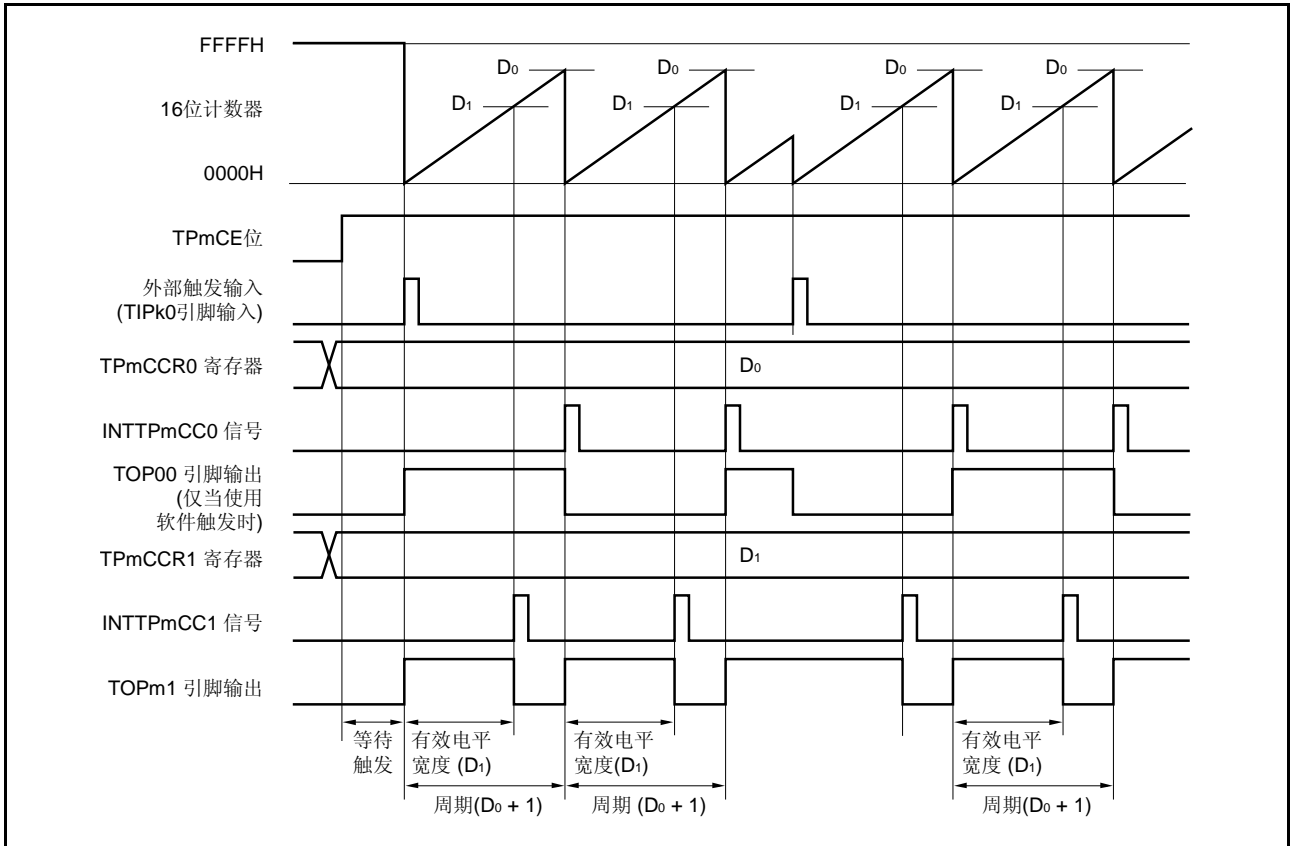 FFFFH
D0
D0
D0
D0
16位计数器
D1
D1
D1
D1
0000H
TPmCE位
外部触发输入
(TIPk0引脚输入)
TPmCCR0 寄存器
D0
INTTPmCC0 信号
TOP00 引脚输出
(仅当使用
软件触发时)
TPmCCR1 寄存器
D1
INTTPmCC1 信号
TOPm1 引脚输出
等待
触发
有效电平
宽度 (D1)
有效电平
宽度(D1)
有效电平
宽度 (D1)
周期(D0 + 1)
周期 (D0 + 1)
周期(D0 + 1)